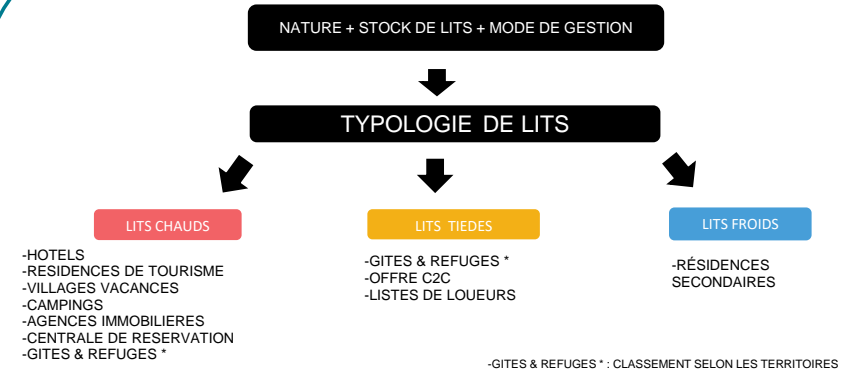 NATURE + STOCK DE LITS + MODE DE GESTION
TYPOLOGIE DE LITS
LITS CHAUDS
-HOTELS
-RESIDENCES DE TOURISME
-VILLAGES VACANCES
-CAMPINGS
-AGENCES IMMOBILIERES
-CENTRALE DE RESERVATION
-GITES & REFUGES *
LITS TIEDES
-GITES & REFUGES *
-OFFRE C2C
-LISTES DE LOUEURS
LITS FROIDS
-RÉSIDENCES
SECONDAIRES
-GITES & REFUGES * : CLASSEMENT SELON LES TERRITOIRES